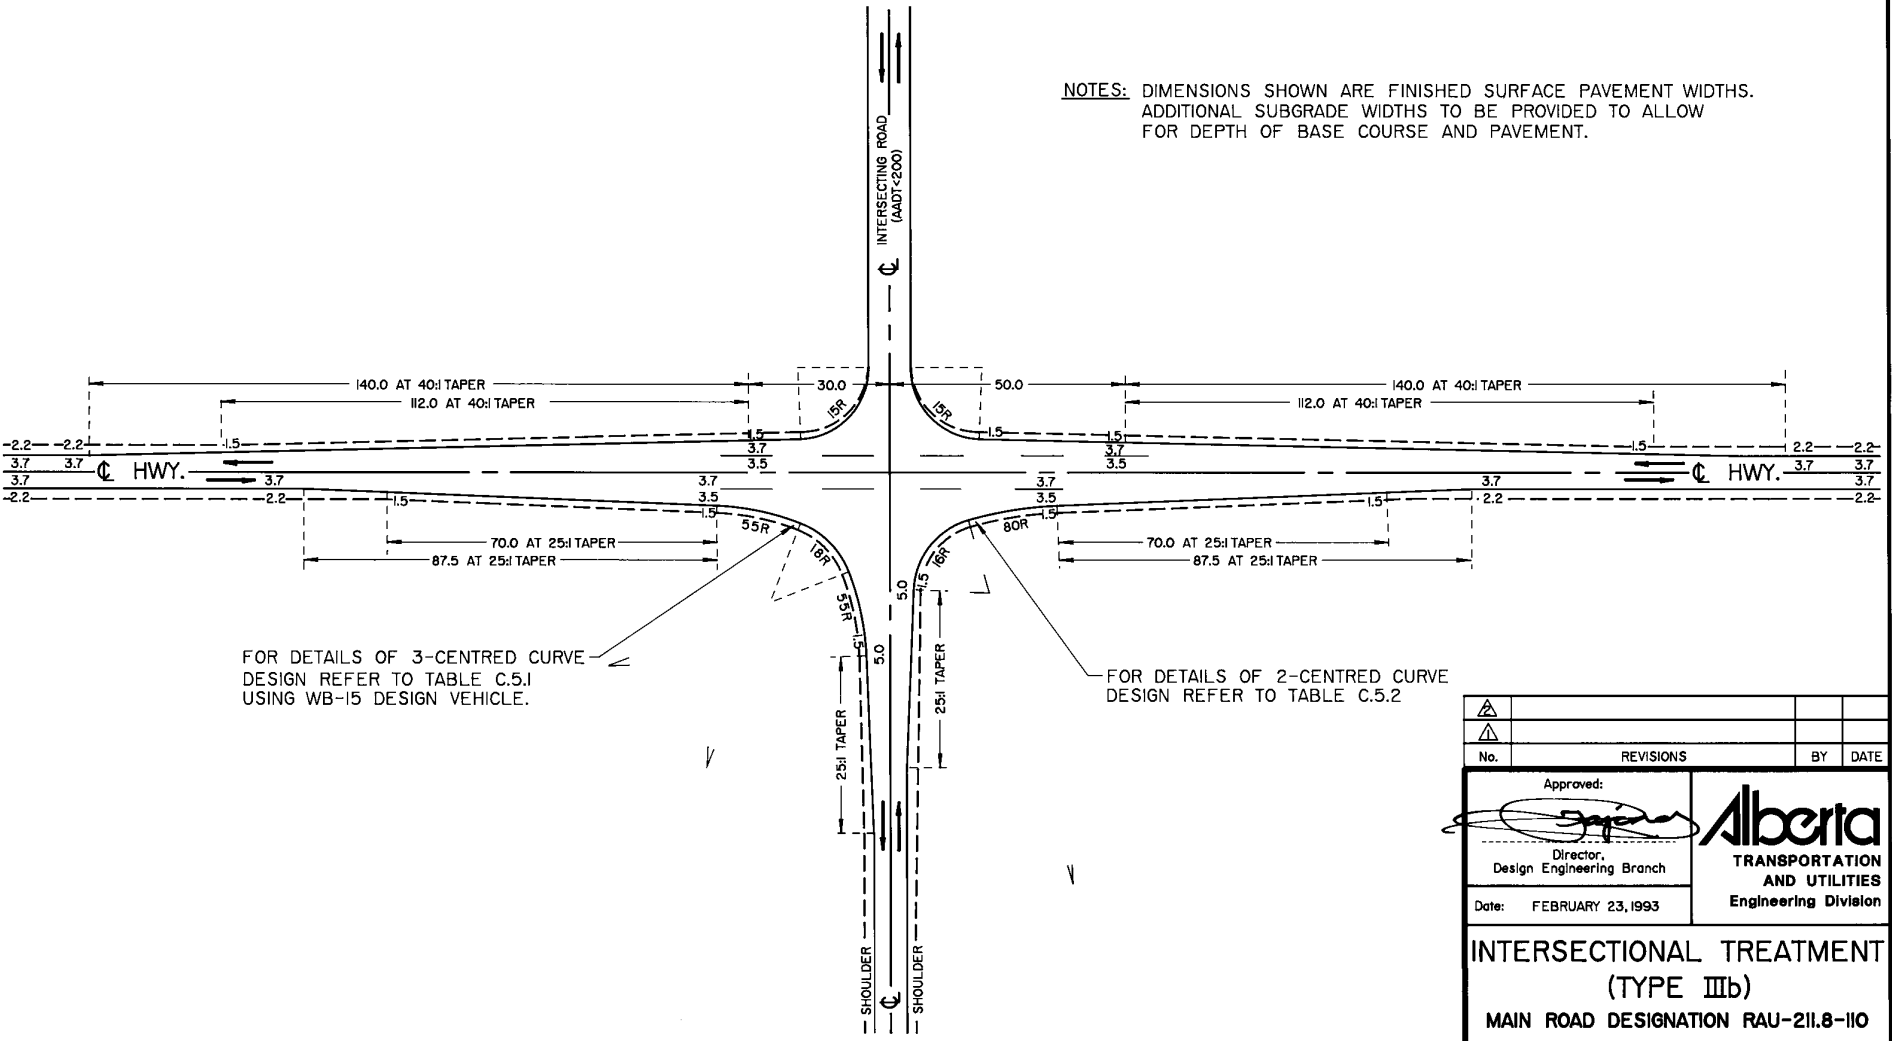 NOTES: DIMENSIONS SHOWN ARE FINISHED SURFACE PAVEMENT WIDTHS.
ADDITIONAL SUBGRADE WIDTHS TO BE PROVIDED TO ALLOW
FOR DEPTH OF BASE COURSE AND PAVEMENT.
INTERSECTING ROAD
(AADT<200)
℄
140.0 AT 40:1 TAPER
30.0
50.0
140.0 AT 40:1 TAPER
112.0 AT 40:1 TAPER
15R
15R
112.0 AT 40:1 TAPER
2.2 2.2 1.5 1.5 1.5 1.5 1.5 2.2 2.2
3.7 3.7 ℄ HWY. 3.7 3.7 ℄ HWY. 3.7 3.7
3.5 3.5
3.7 3.7 3.7 3.7 3.7 3.7
2.2 2.2 1.5 3.5 3.5 1.5 2.2 2.2
1.5 1.5
55R 80R
70.0 AT 25:1 TAPER
18R
16R
70.0 AT 25:1 TAPER
87.5 AT 25:1 TAPER
87.5 AT 25:1 TAPER
5.0
1.5
55R
1.5
5.0
FOR DETAILS OF 3-CENTRED CURVE
DESIGN REFER TO TABLE C.5.1
USING WB-15 DESIGN VEHICLE.
FOR DETAILS OF 2-CENTRED CURVE
DESIGN REFER TO TABLE C.5.2
25:1 TAPER
25:1 TAPER
SHOULDER
℄
SHOULDER
2
1
No. REVISIONS BY DATE
Approved:
Director,
Design Engineering Branch
Date: FEBRUARY 23, 1993
Alberta
TRANSPORTATION
AND UTILITIES
Engineering Division
INTERSECTIONAL TREATMENT
(TYPE IIIb)
MAIN ROAD DESIGNATION RAU-211.8-110